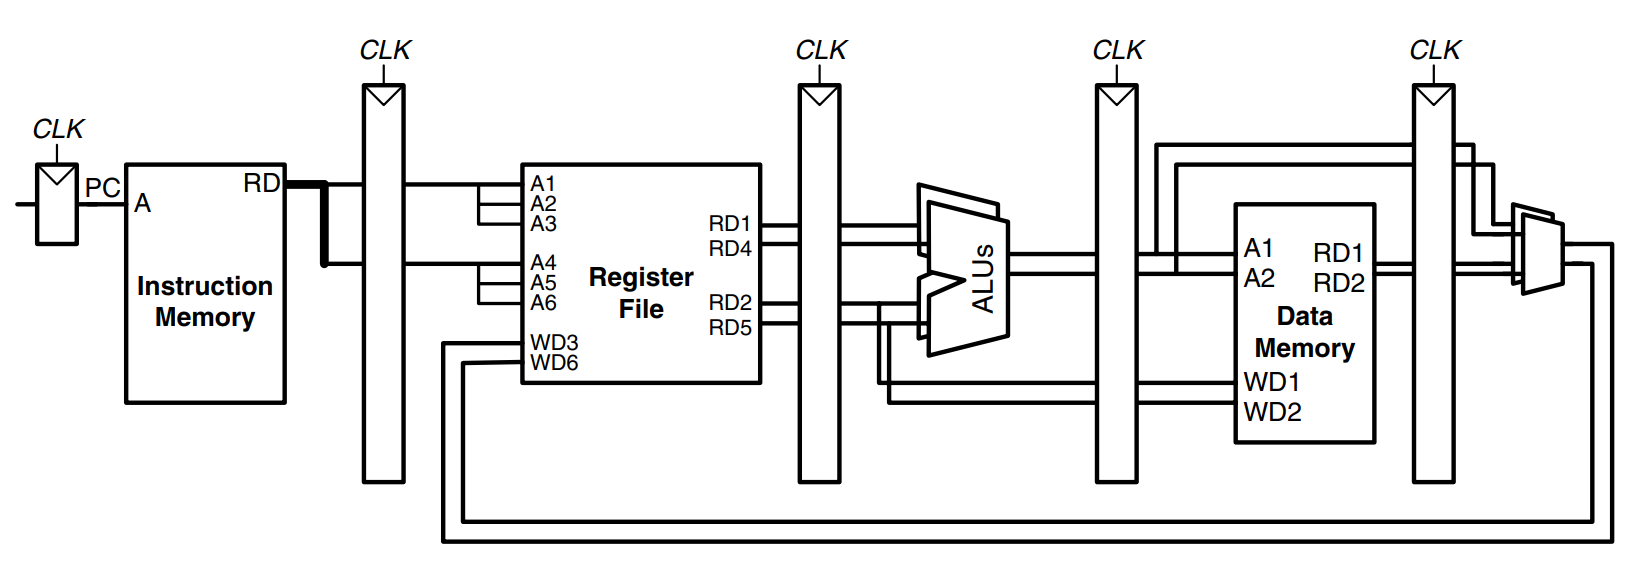 CLK
CLK
CLK
CLK
CLK
PC
A
RD
Instruction
Memory
A1
A2
A3
A4
A5
A6
WD3
WD6
Register
File
RD1
RD4
RD2
RD5
ALUs
A1
A2
RD1
RD2
Data
Memory
WD1
WD2